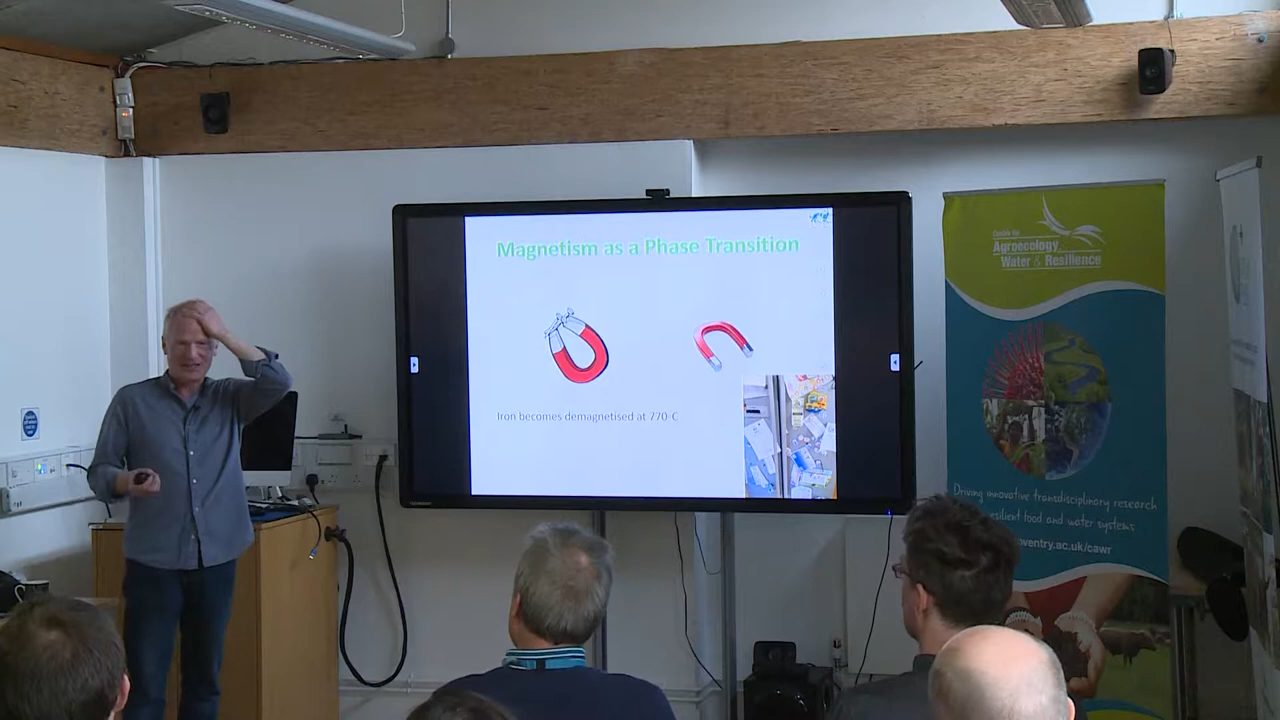 Magnetism as a Phase Transition
Iron becomes demagnetised at 770◦C
Centre for
Agroecology
Water & Resilience
Driving innovative transdisciplinary research
resilient food and water systems
oventry.ac.uk/cawr